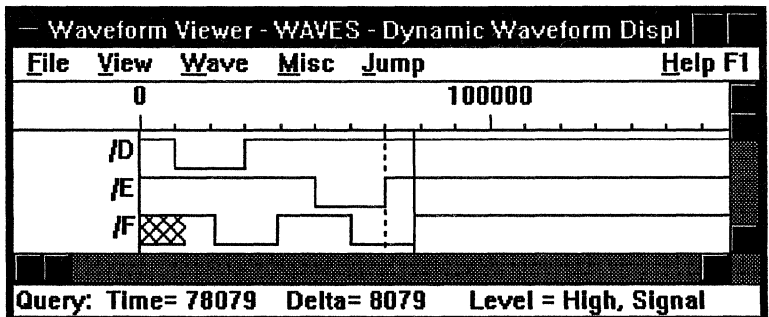 Waveform Viewer - WAVES - Dynamic Waveform Displ
File View Wave Misc Jump Help F1
0 100000
/D
/E
/F
Query: Time= 78079 Delta= 8079 Level = High, Signal